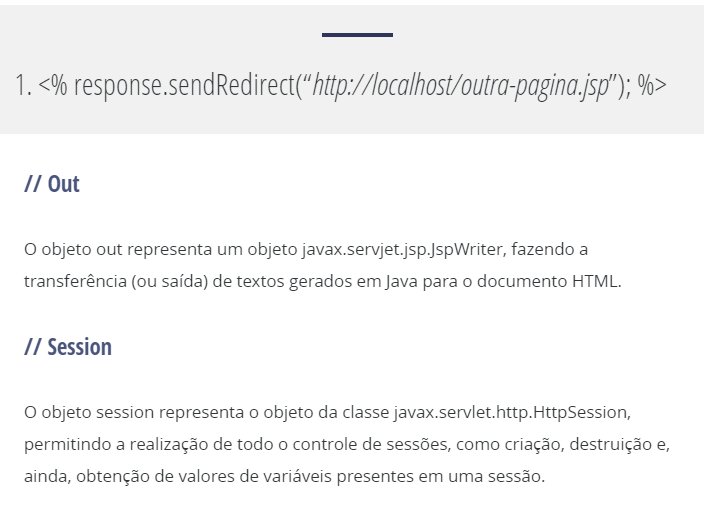 1. <% response.sendRedirect(“http://localhost/outra-pagina.jsp”); %>
// Out
O objeto out representa um objeto javax.servjet.jsp.JspWriter, fazendo a
transferência (ou saída) de textos gerados em Java para o documento HTML.
// Session
O objeto session representa o objeto da classe javax.servlet.http.HttpSession,
permitindo a realização de todo o controle de sessões, como criação, destruição e,
ainda, obtenção de valores de variáveis presentes em uma sessão.